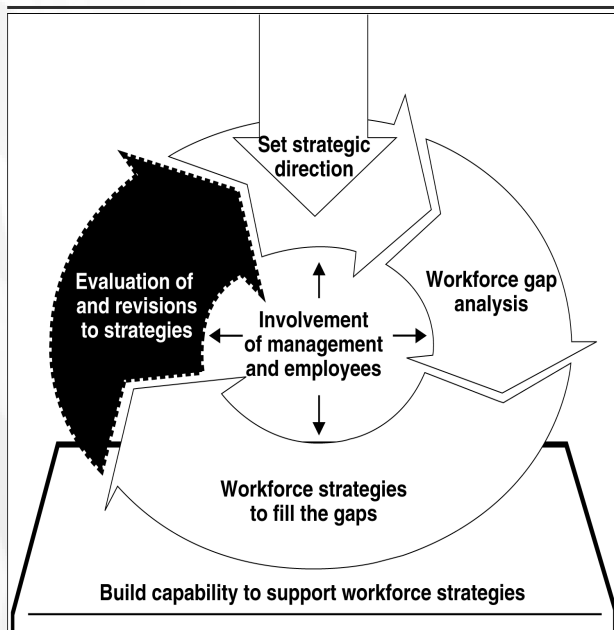 Set strategic
direction
Evaluation of
and revisions
to strategies
Workforce gap
analysis
Involvement
of management
and employees
Workforce strategies
to fill the gaps
Build capability to support workforce strategies